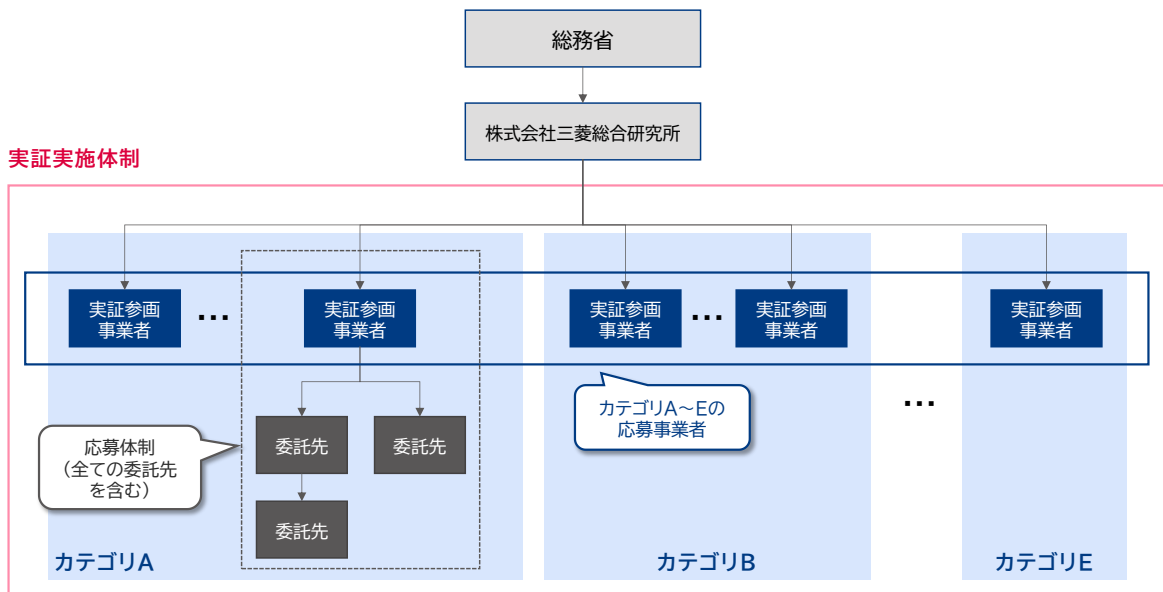 総務省
株式会社三菱総合研究所
実証実施体制
実証参画
事業者
…
実証参画
事業者
実証参画
事業者
…
実証参画
事業者
実証参画
事業者
カテゴリA～Eの
応募事業者
…
応募体制
（全ての委託先
を含む）
委託先
委託先
委託先
カテゴリA
カテゴリB
カテゴリE